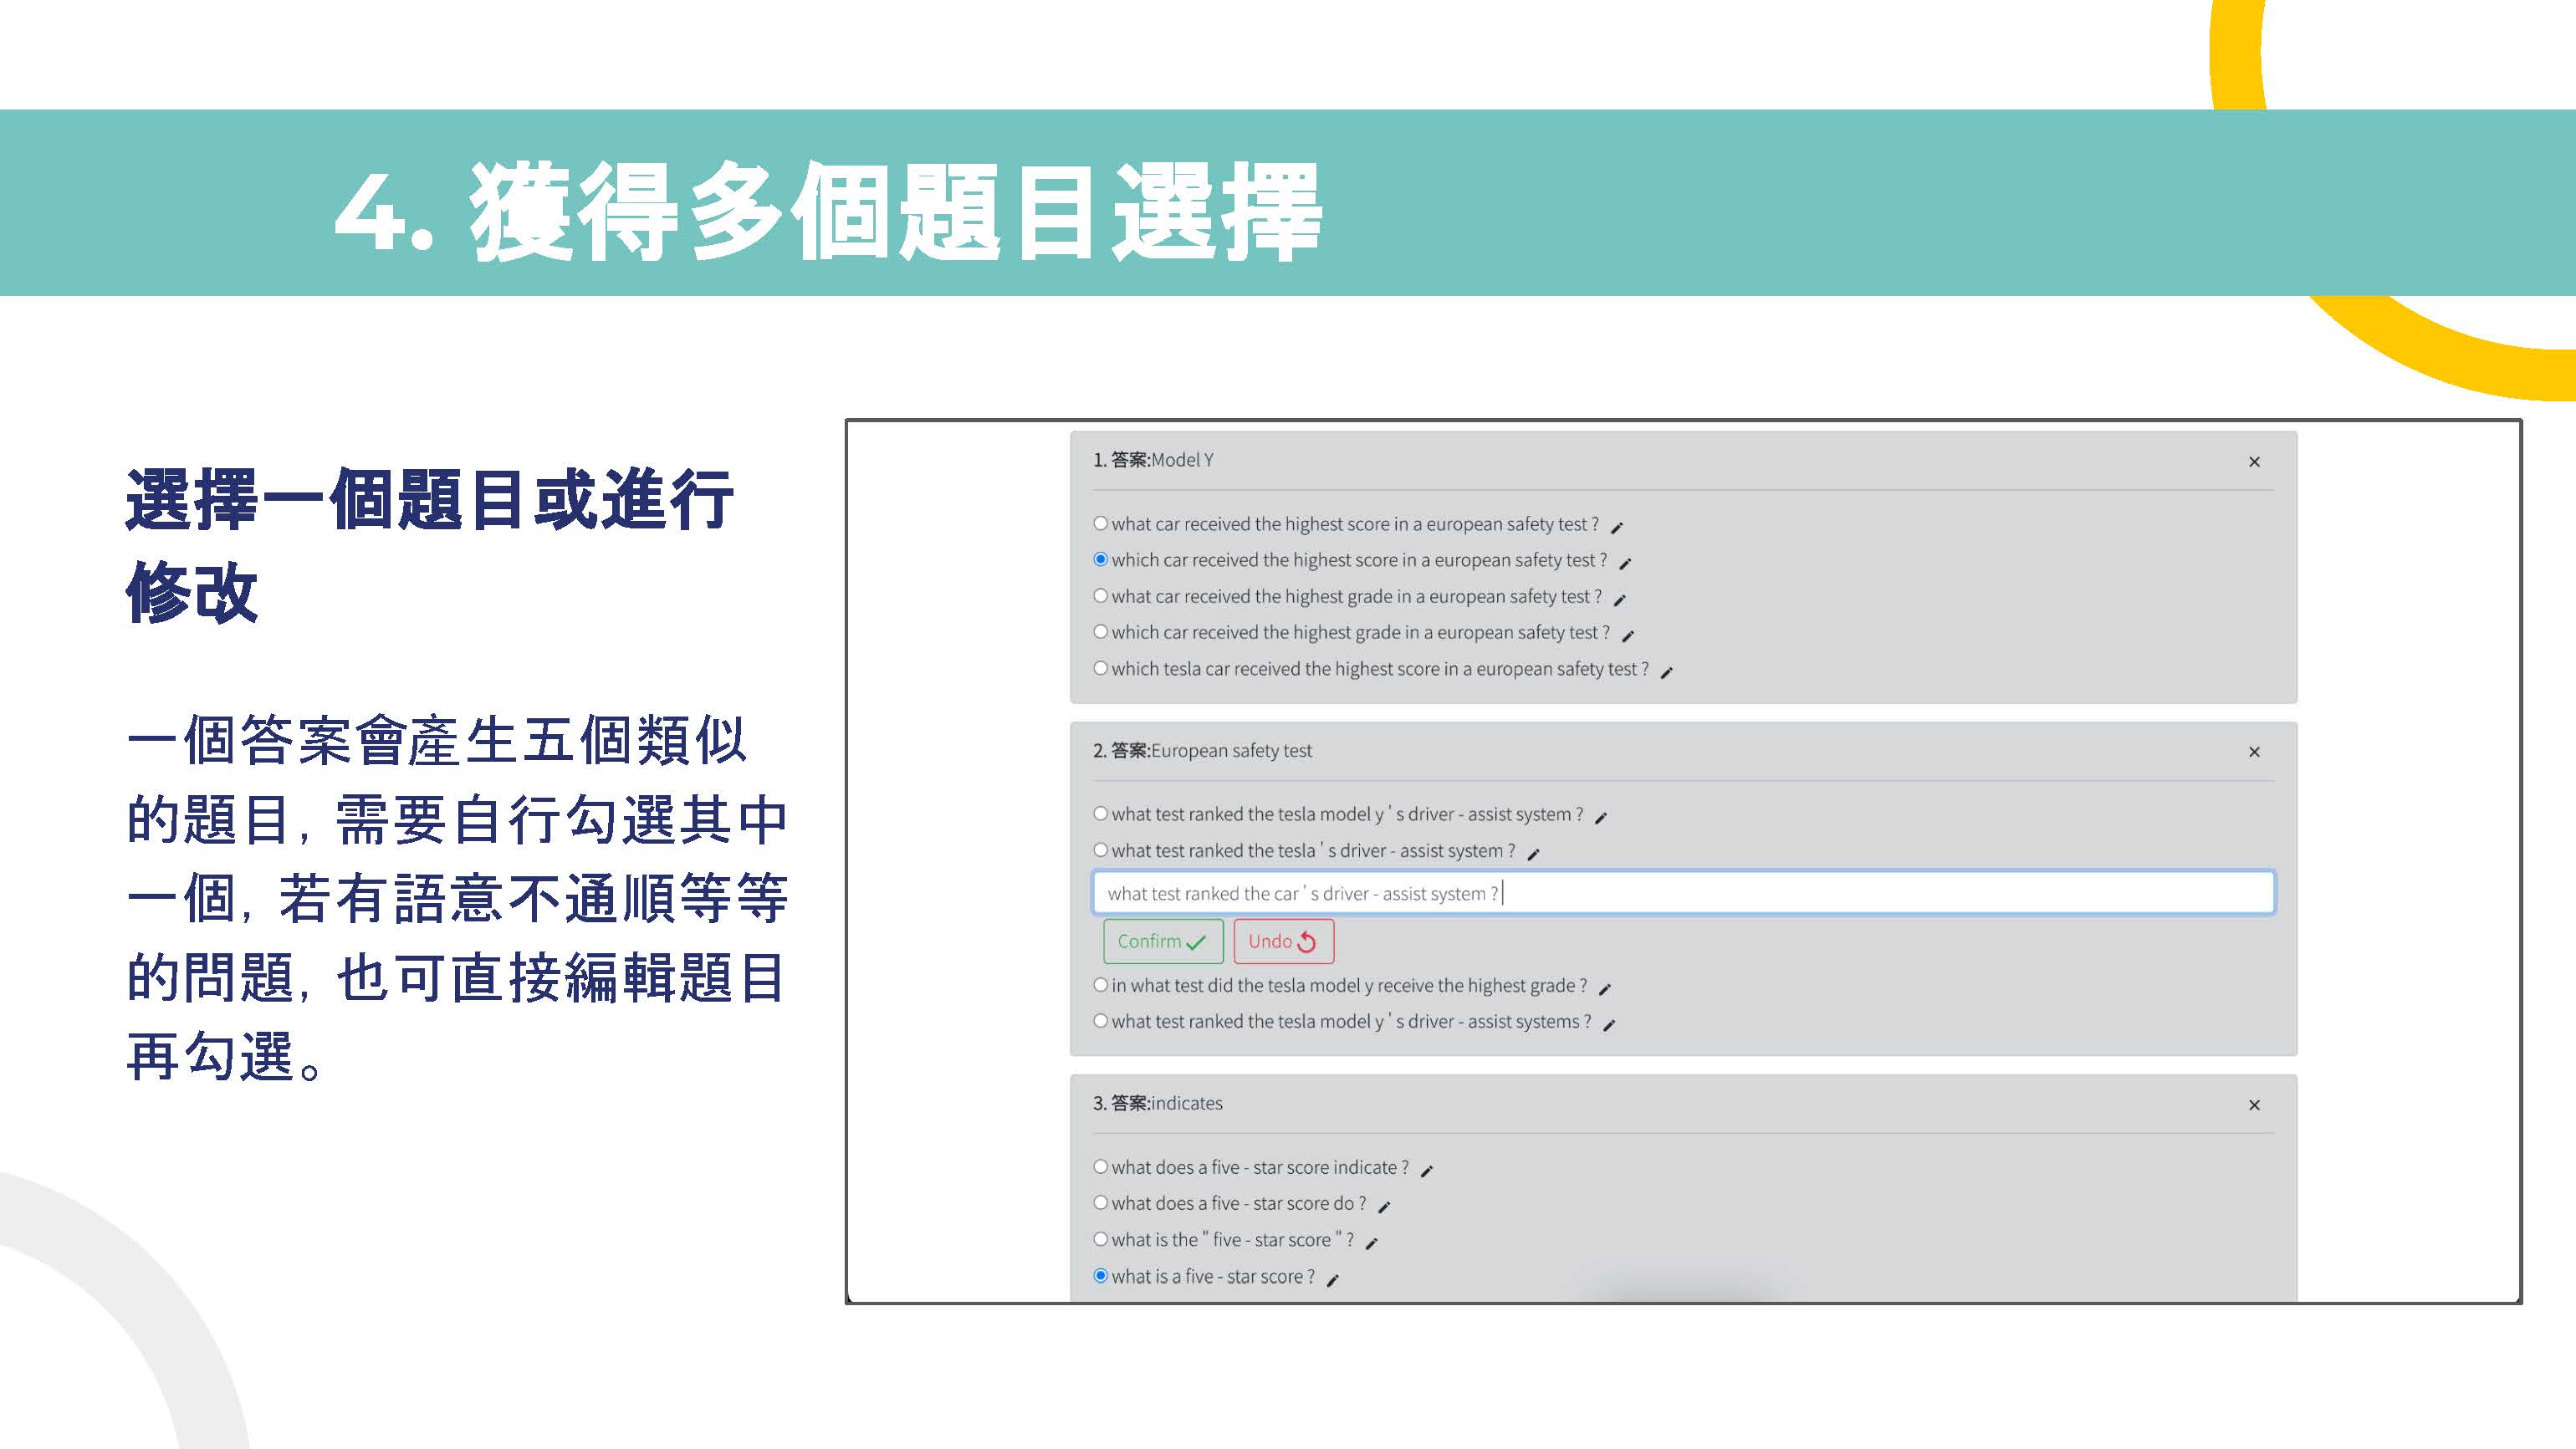 4. 獲得多個題目選擇
選擇一個題目或進行
修改
一個答案會產生五個類似
的題目, 需要自行勾選其中
一個, 若有語意不通順等等
的問題, 也可直接編輯題目
再勾選。
1. 答案:Model Y
×
what car received the highest score in a european safety test ?
which car received the highest score in a european safety test ?
what car received the highest grade in a european safety test ?
which car received the highest grade in a european safety test ?
which tesla car received the highest score in a european safety test ?
2. 答案:European safety test
×
what test ranked the tesla model y ' s driver - assist system ?
what test ranked the tesla ' s driver - assist system ?
what test ranked the car ' s driver - assist system ?
Confirm
Undo
in what test did the tesla model y receive the highest grade ?
what test ranked the tesla model y ' s driver - assist systems ?
3. 答案:indicates
×
what does a five - star score indicate ?
what does a five - star score do ?
what is the " five - star score " ?
what is a five - star score ?